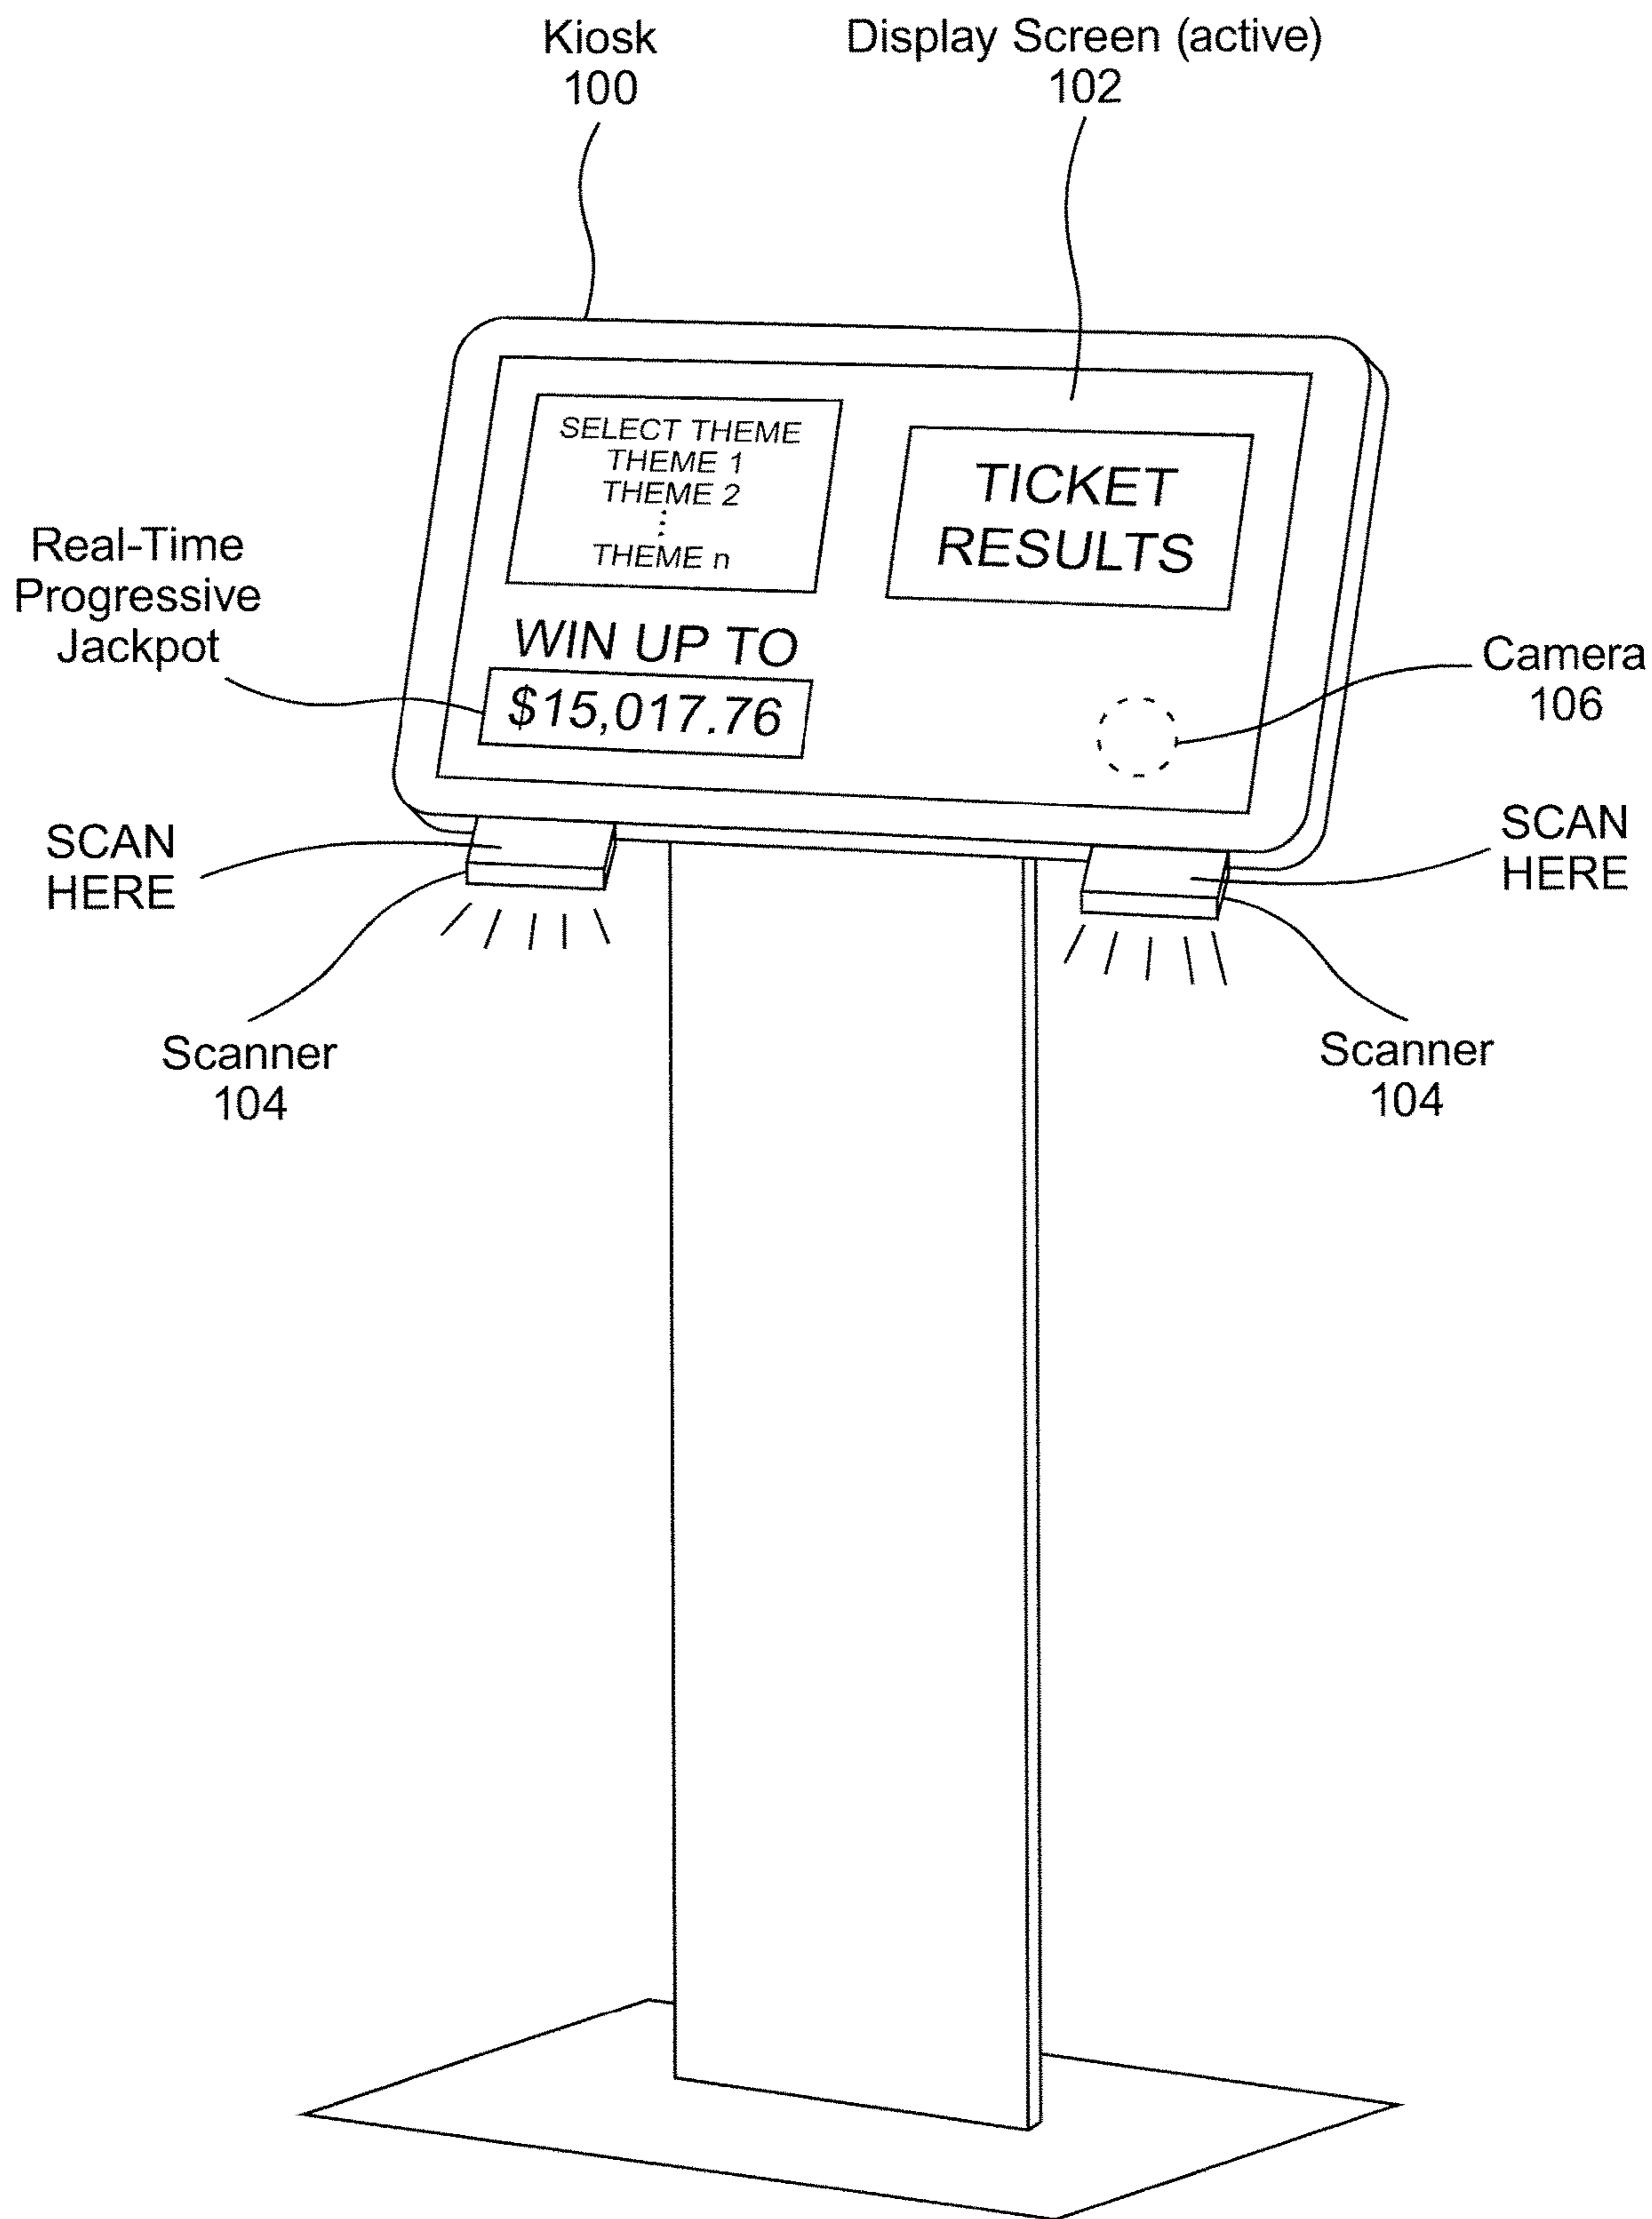 Kiosk
100
Display Screen (active)
102
SELECT THEME
THEME 1
THEME 2
THEME n
TICKET
RESULTS
Real-Time
Progressive
Jackpot
WIN UP TO
$15,017.76
Camera
106
SCAN
HERE
SCAN
HERE
Scanner
104
Scanner
104